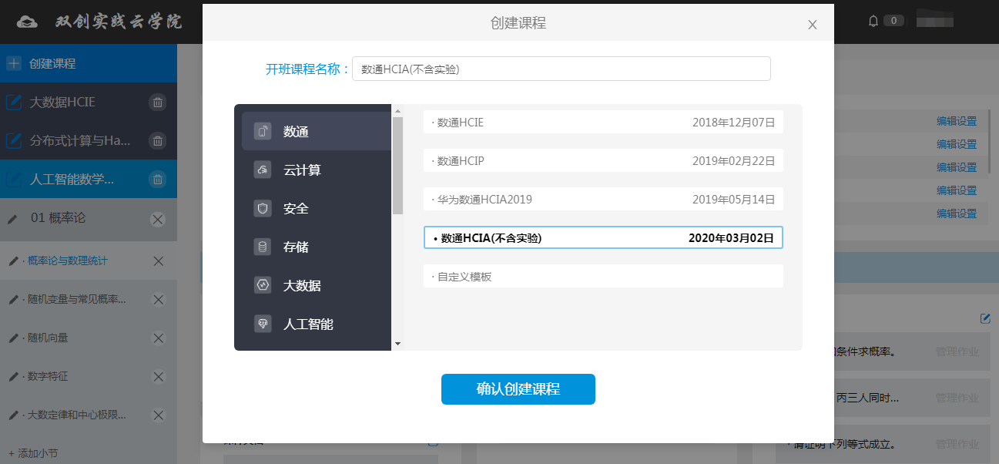 双创实践云学院
0
创建课程
大数据HCIE
分布式计算与Ha...
人工智能数学...
01 概率论
· 概率论与数理统计
· 随机变量与常见概率...
· 随机向量
· 数字特征
· 大数定律和中心极限...
+ 添加小节
创建课程
开班课程名称：
数通HCIA(不含实验)
数通
云计算
安全
存储
大数据
人工智能
· 数通HCIE 2018年12月07日
· 数通HCIP 2019年02月22日
· 华为数通HCIA2019 2019年05月14日
• 数通HCIA(不含实验) 2020年03月02日
· 自定义模板
确认创建课程
编辑设置
编辑设置
编辑设置
编辑设置
编辑设置
条件求概率。 管理作业
丙三人同时... 管理作业
· 请证明下列等式成立。 管理作业